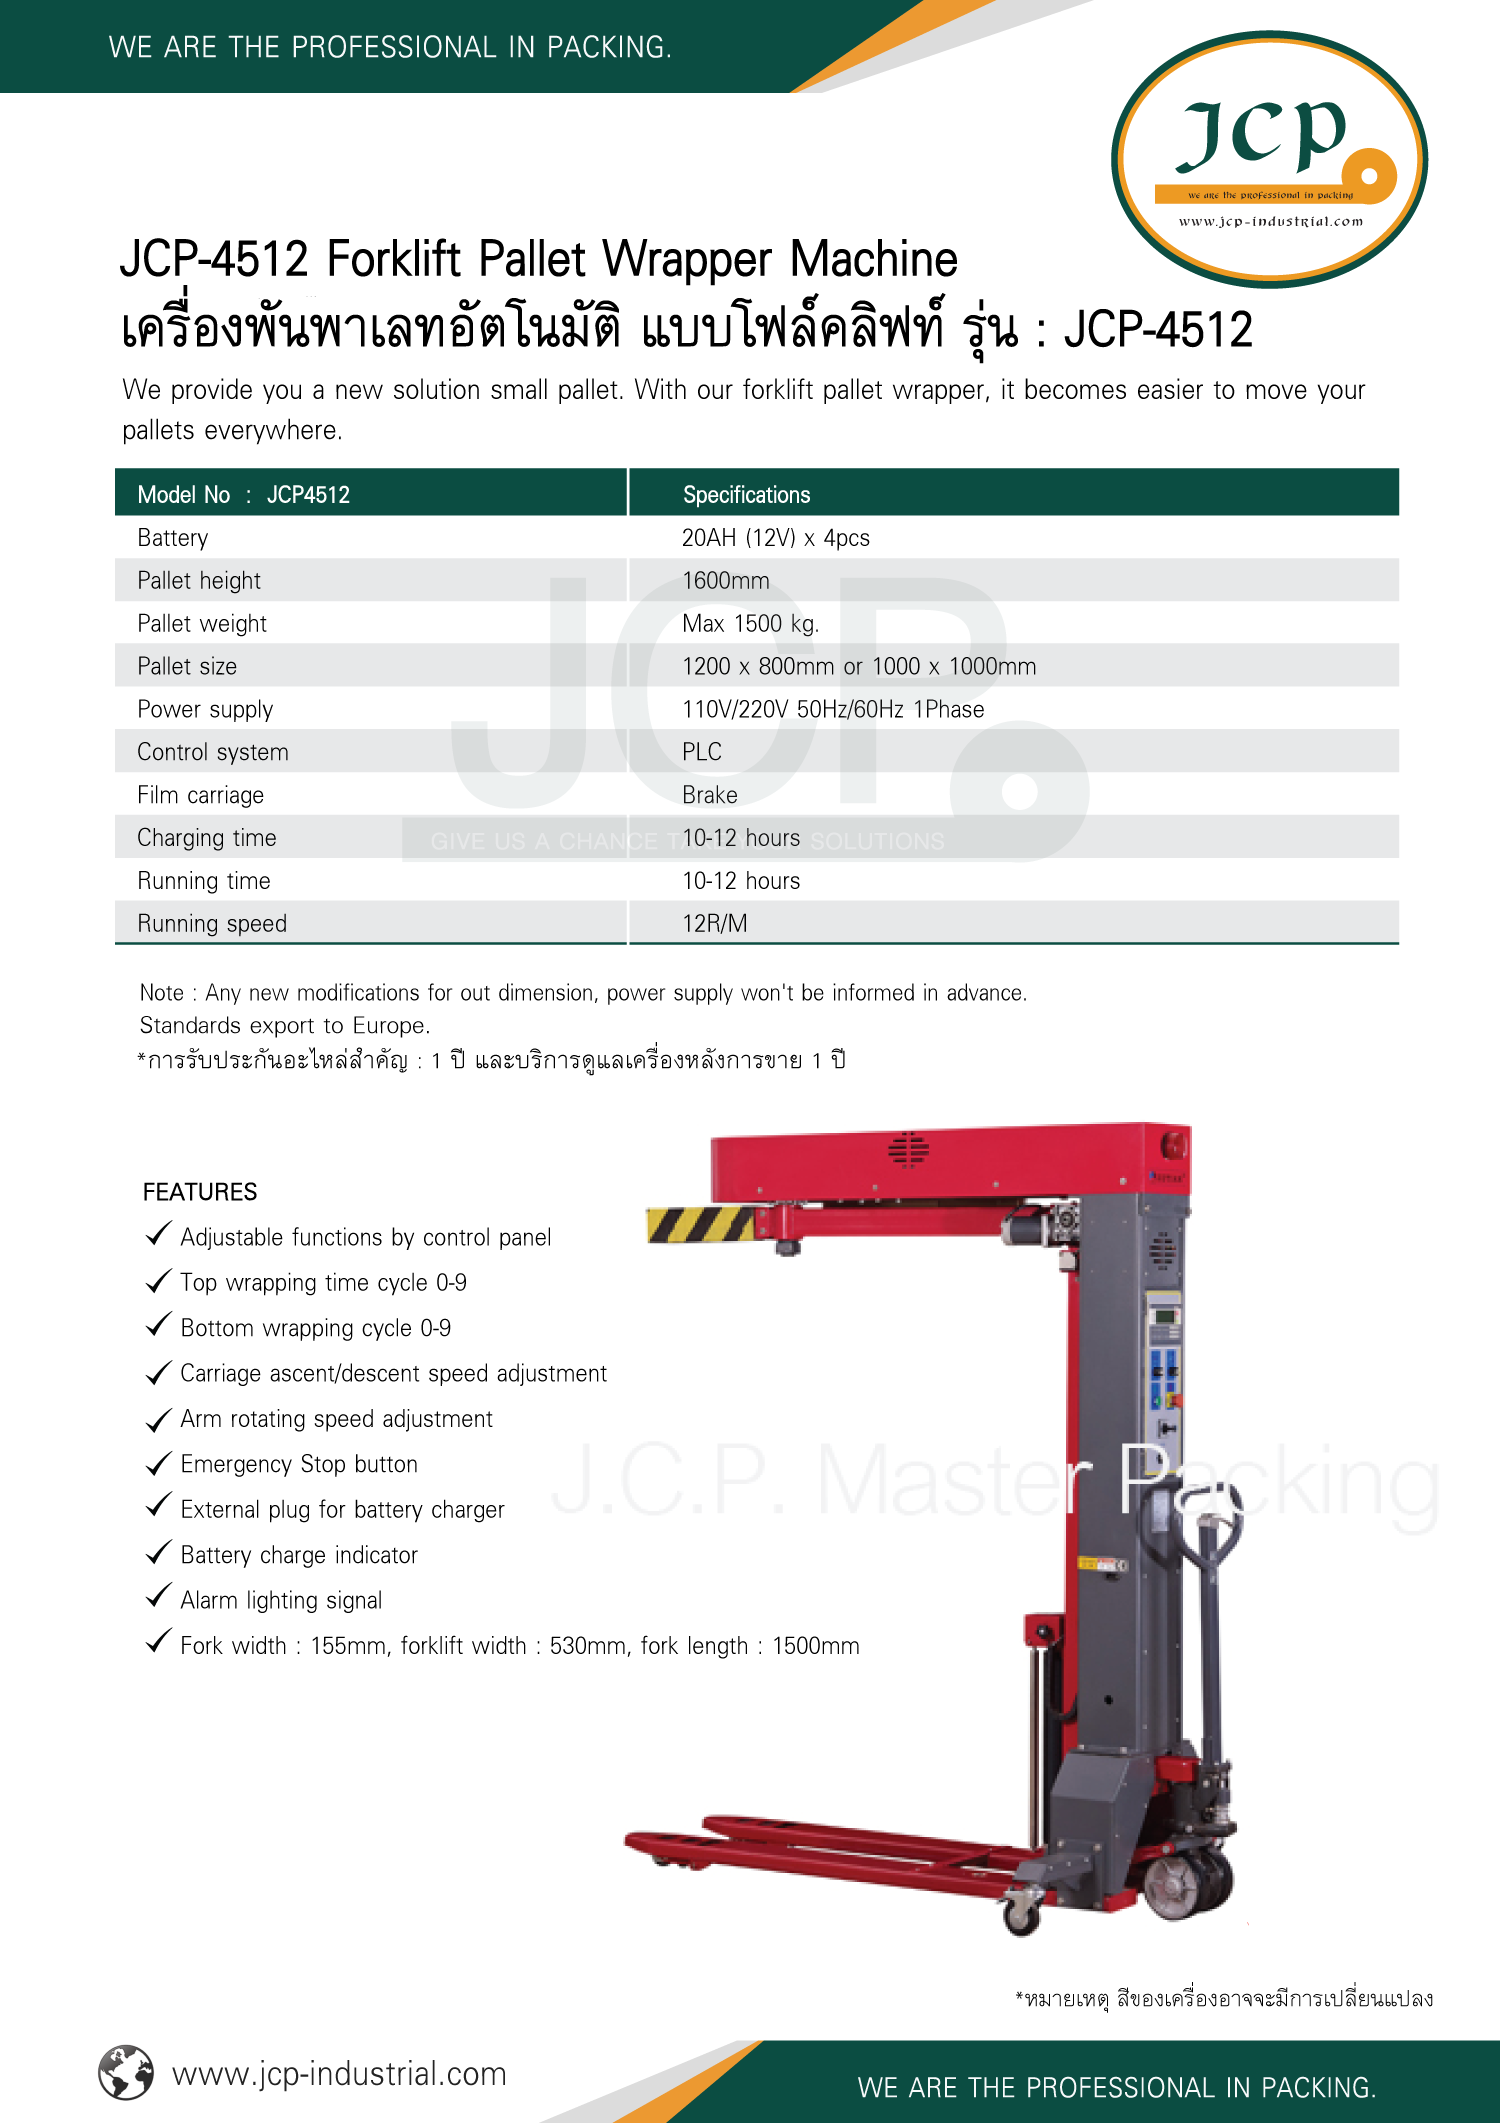 WE ARE THE PROFESSIONAL IN PACKING.
JCP
we are the professional in packing
www.jcp-industrial.com
JCP-4512 Forklift Pallet Wrapper Machine
เครื่องพันพาเลทอัตโนมัติ แบบโฟล์คลิฟท์ รุ่น : JCP-4512
We provide you a new solution small pallet. With our forklift pallet wrapper, it becomes easier to move your
pallets everywhere.
Model No : JCP4512 Specifications
Battery 20AH (12V) x 4pcs
Pallet height 1600mm
Pallet weight Max 1500 kg.
Pallet size 1200 x 800mm or 1000 x 1000mm
Power supply 110V/220V 50Hz/60Hz 1Phase
Control system PLC
Film carriage Brake
Charging time 10-12 hours
Running time 10-12 hours
Running speed 12R/M
JCP
GIVE US A CHANCE TAKE YOUR SOLUTIONS
Note : Any new modifications for out dimension, power supply won't be informed in advance.
Standards export to Europe.
*การรับประกันอะไหล่สำคัญ : 1 ปี และบริการดูแลเครื่องหลังการขาย 1 ปี
FEATURES
Adjustable functions by control panel
Top wrapping time cycle 0-9
Bottom wrapping cycle 0-9
Carriage ascent/descent speed adjustment
Arm rotating speed adjustment
Emergency Stop button
External plug for battery charger
Battery charge indicator
Alarm lighting signal
Fork width : 155mm, forklift width : 530mm, fork length : 1500mm
J.C.P. Master Packing
*หมายเหตุ สีของเครื่องอาจจะมีการเปลี่ยนแปลง
www.jcp-industrial.com
WE ARE THE PROFESSIONAL IN PACKING.